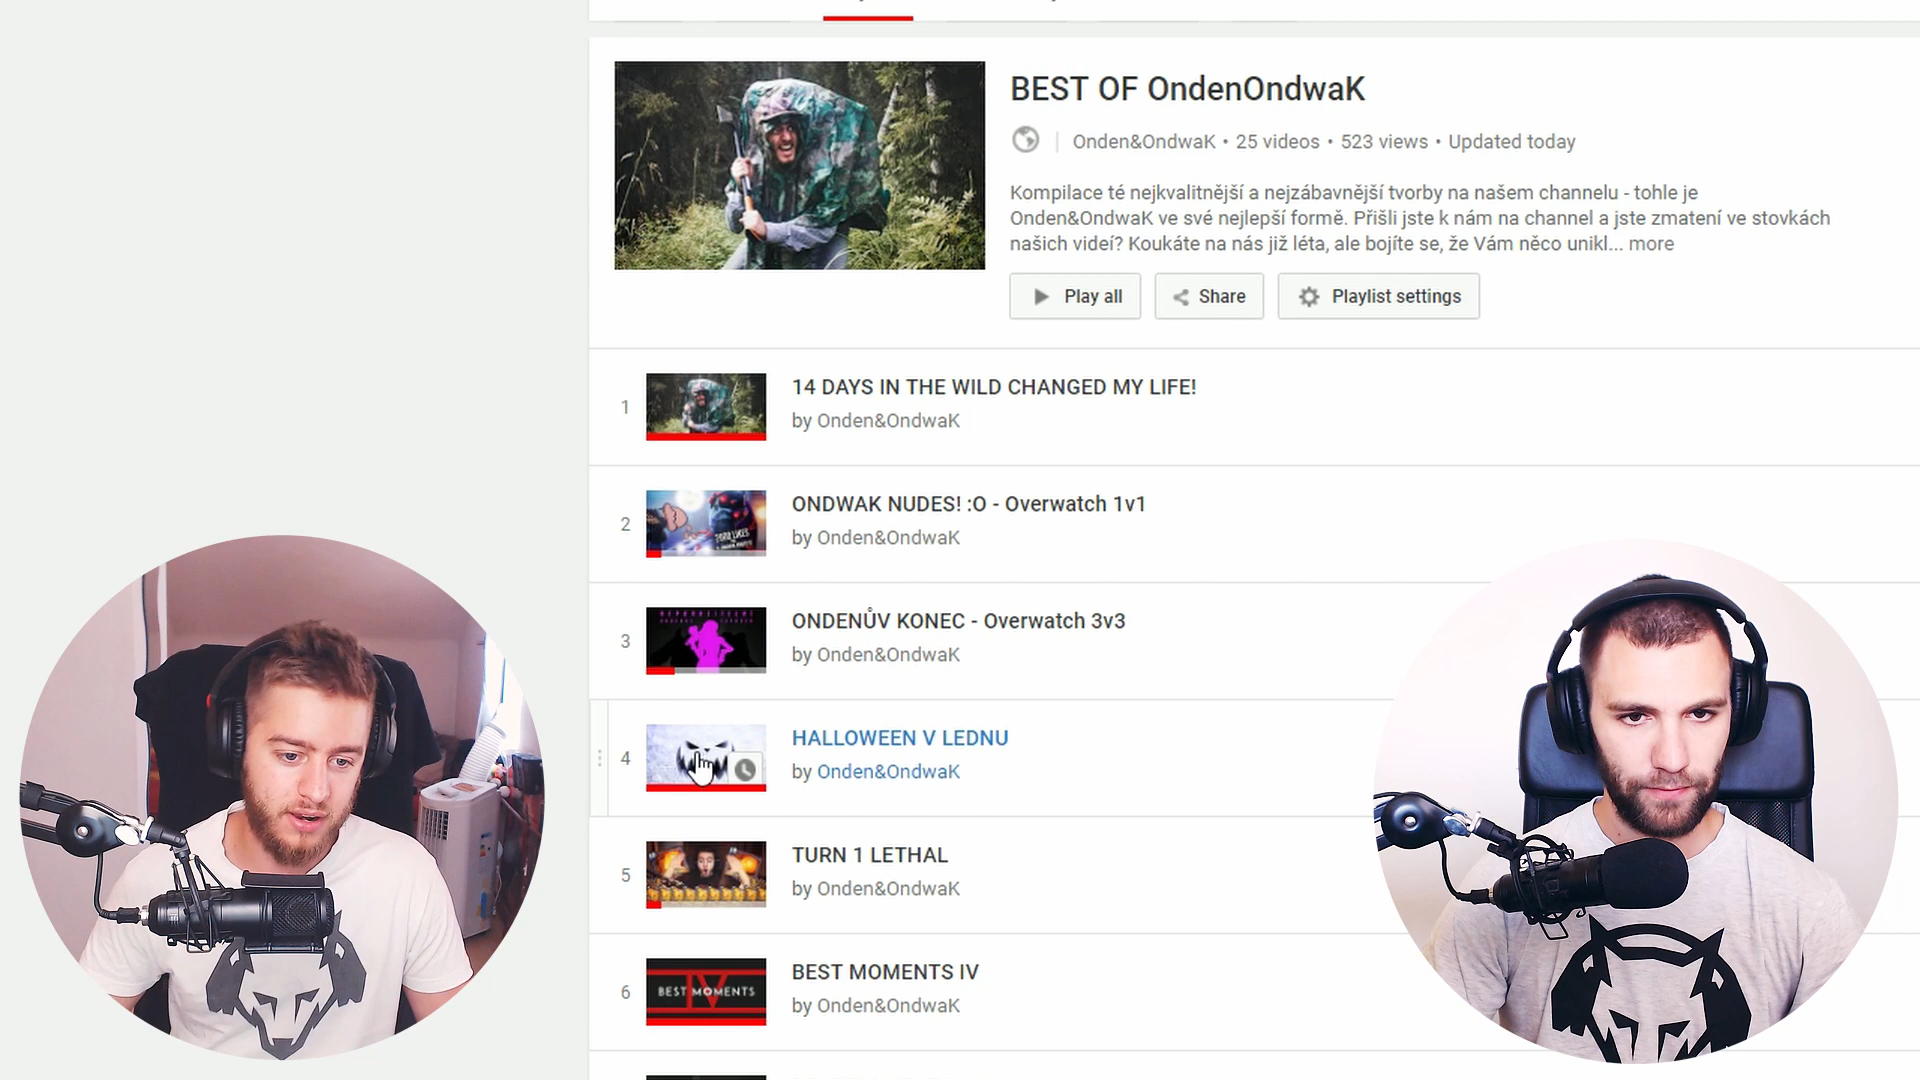 BEST OF OndenOndwaK
Onden&OndwaK • 25 videos • 523 views • Updated today
Kompilace té nejkvalitnější a nejzábavnější tvorby na našem channelu - tohle je
Onden&OndwaK ve své nejlepší formě. Přišli jste k nám na channel a jste zmatení ve stovkách
našich videí? Koukáte na nás již léta, ale bojíte se, že Vám něco unikl... more
Play all
Share
Playlist settings
1
14 DAYS IN THE WILD CHANGED MY LIFE!
by Onden&OndwaK
2
ONDWAK NUDES! :O - Overwatch 1v1
by Onden&OndwaK
3
ONDENŮV KONEC - Overwatch 3v3
by Onden&OndwaK
4
HALLOWEEN V LEDNU
by Onden&OndwaK
5
TURN 1 LETHAL
by Onden&OndwaK
6
BEST MOMENTS
IV
BEST MOMENTS IV
by Onden&OndwaK